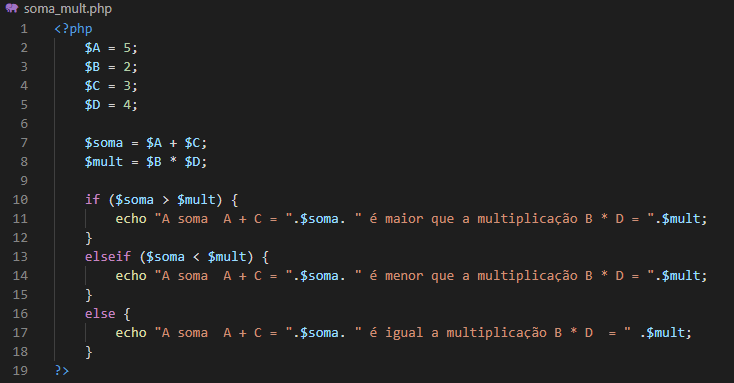 soma_mult.php
1 <?php
2 $A = 5;
3 $B = 2;
4 $C = 3;
5 $D = 4;
6
7 $soma = $A + $C;
8 $mult = $B * $D;
9
10 if ($soma > $mult) {
11 echo "A soma  A + C = ".$soma. " é maior que a multiplicação B * D = ".$mult;
12 }
13 elseif ($soma < $mult) {
14 echo "A soma  A + C = ".$soma. " é menor que a multiplicação B * D = ".$mult;
15 }
16 else {
17 echo "A soma  A + C = ".$soma. " é igual a multiplicação B * D  = " .$mult;
18 }
19 ?>